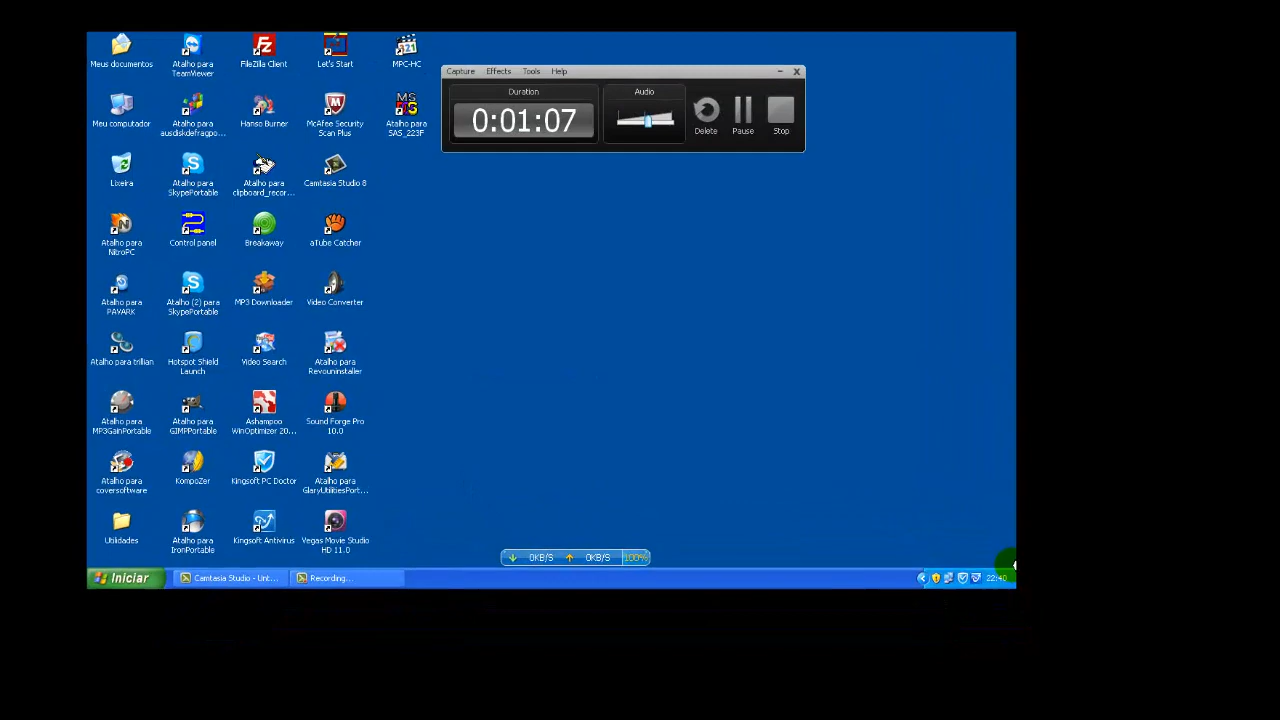 Meus documentos
Atalho para
TeamViewer
FileZilla Client
Let's Start
MPC-HC
Capture Effects Tools Help
Duration
0:01:07
Audio
Delete
Pause
Stop
Meu computador
Atalho para
ausdiskdefragpo...
Hanso Burner
McAfee Security
Scan Plus
MS
Atalho para
SAS_223F
Lixeira
Atalho para
SkypePortable
Atalho para
clipboard_recor...
Camtasia Studio 8
Atalho para
NitroPC
Control panel
Breakaway
aTube Catcher
Atalho para
PAVARK
Atalho (2) para
SkypePortable
MP3 Downloader
Video Converter
Atalho para trillian
Hotspot Shield
Launch
Video Search
Atalho para
Revouninstaller
Atalho para
MP3GainPortable
Atalho para
GIMPPortable
Ashampoo
WinOptimizer 20...
Sound Forge Pro
10.0
Atalho para
coversoftware
KompoZer
Kingsoft PC Doctor
Atalho para
GlaryUtilitiesPort...
Utilidades
Atalho para
IronPortable
Kingsoft Antivirus
Vegas Movie Studio
HD 11.0
0KB/S 0KB/S 100%
Iniciar
Camtasia Studio - Unt...
Recording...
22:40